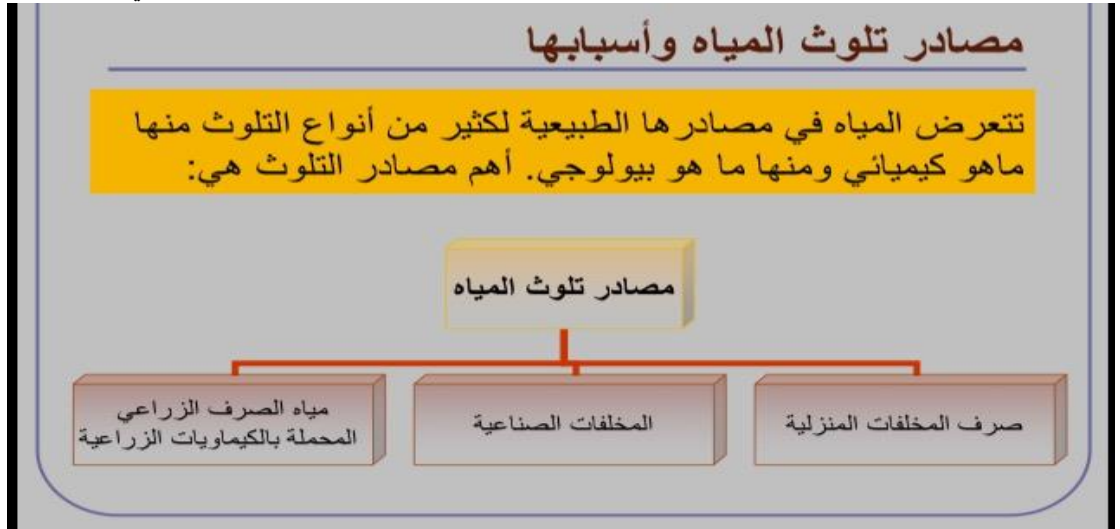 مصادر تلوث المياه وأسبابها
تتعرض المياه في مصادرها الطبيعية لكثير من أنواع التلوث منها
ماهو كيميائي ومنها ما هو بيولوجي. أهم مصادر التلوث هي:
مصادر تلوث المياه
صرف المخلفات المنزلية
المخلفات الصناعية
مياه الصرف الزراعي
المحملة بالكيماويات الزراعية